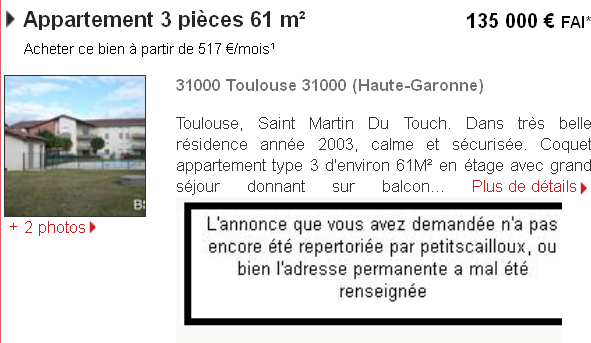 Appartement 3 pièces 61 m²
135 000 € FAI*
Acheter ce bien à partir de 517 €/mois¹
31000 Toulouse 31000 (Haute-Garonne)
Toulouse, Saint Martin Du Touch. Dans très belle
résidence année 2003, calme et sécurisée. Coquet
appartement type 3 d'environ 61M² en étage avec grand
séjour donnant sur balcon... Plus de détails
+ 2 photos
L'annonce que vous avez demandée n'a pas
encore été repertoriée par petitscailloux, ou
bien l'adresse permanente a mal été
renseignée